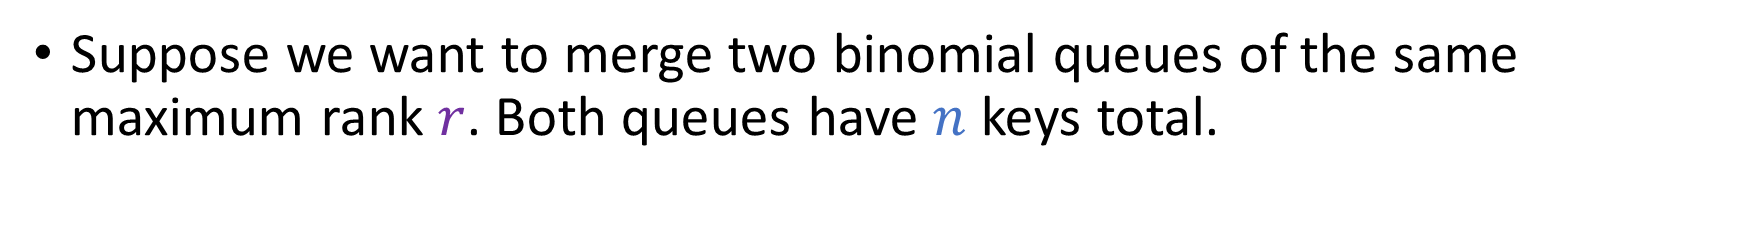 • Suppose we want to merge two binomial queues of the same
maximum rank r. Both queues have n keys total.